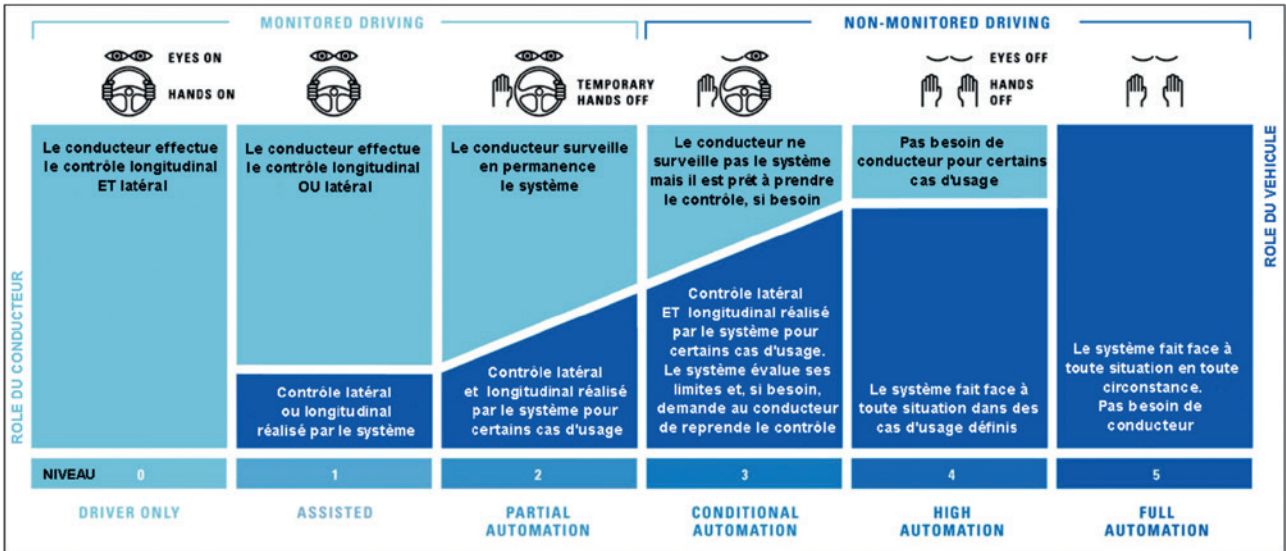 MONITORED DRIVING
NON-MONITORED DRIVING
EYES ON
HANDS ON
TEMPORARY
HANDS OFF
EYES OFF
HANDS
OFF
ROLE DU CONDUCTEUR
Le conducteur effectue
le contrôle longitudinal
ET latéral
Le conducteur effectue
le contrôle longitudinal
OU latéral
Contrôle latéral
ou longitudinal
réalisé par le système
Le conducteur surveille
en permanence
le système
Contrôle latéral
et longitudinal réalisé
par le système pour
certains cas d'usage
Le conducteur ne
surveille pas le système
mais il est prêt à prendre
le contrôle, si besoin
Contrôle latéral
ET longitudinal réalisé
par le système pour
certains cas d'usage.
Le système évalue ses
limites et, si besoin,
demande au conducteur
de reprende le contrôle
Pas besoin de
conducteur pour certains
cas d'usage
Le système fait face à
toute situation dans des
cas d'usage définis
Le système fait face à
toute situation en toute
circonstance.
Pas besoin de
conducteur
ROLE DU VEHICULE
NIVEAU 0 1 2 3 4 5
DRIVER ONLY
ASSISTED
PARTIAL
AUTOMATION
CONDITIONAL
AUTOMATION
HIGH
AUTOMATION
FULL
AUTOMATION